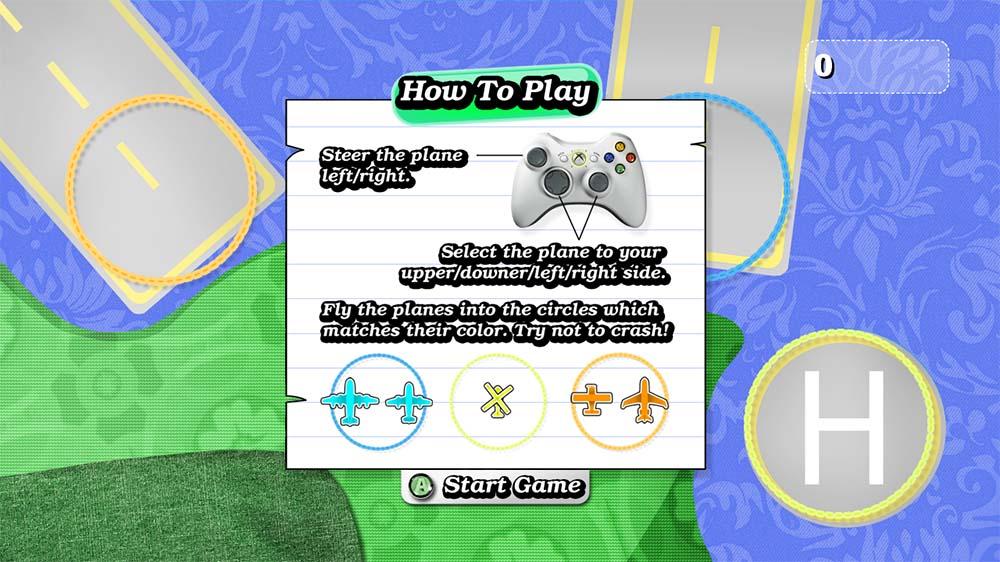 0
How To Play
Steer the plane
left/right.
Select the plane to your
upper/downer/left/right side.
Fly the planes into the circles which
matches their color. Try not to crash!
H
A Start Game